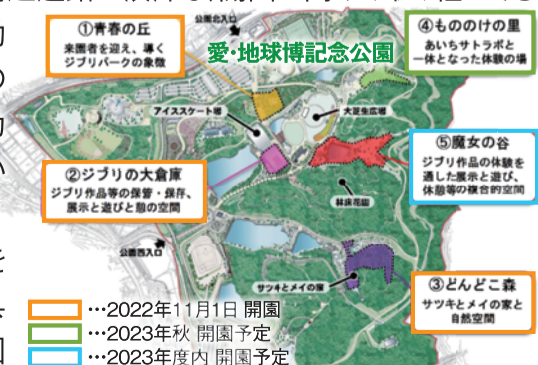 公園北入口
①青春の丘
来園者を迎え、導く
ジブリパークの象徴
愛・地球博記念公園
④もののけの里
あいちサトラボと
一体となった体験の場
アイススケート場
大芝生広場
⑤魔女の谷
ジブリ作品の体験を
通した展示と遊び、
休憩等の複合的空間
②ジブリの大倉庫
ジブリ作品等の保管・保存、
展示と遊びと憩の空間
林床花園
公園西入口
サツキとメイの家
③どんどこ森
サツキとメイの家と
自然空間
…2022年11月1日 開園
…2023年秋 開園予定
…2023年度内 開園予定